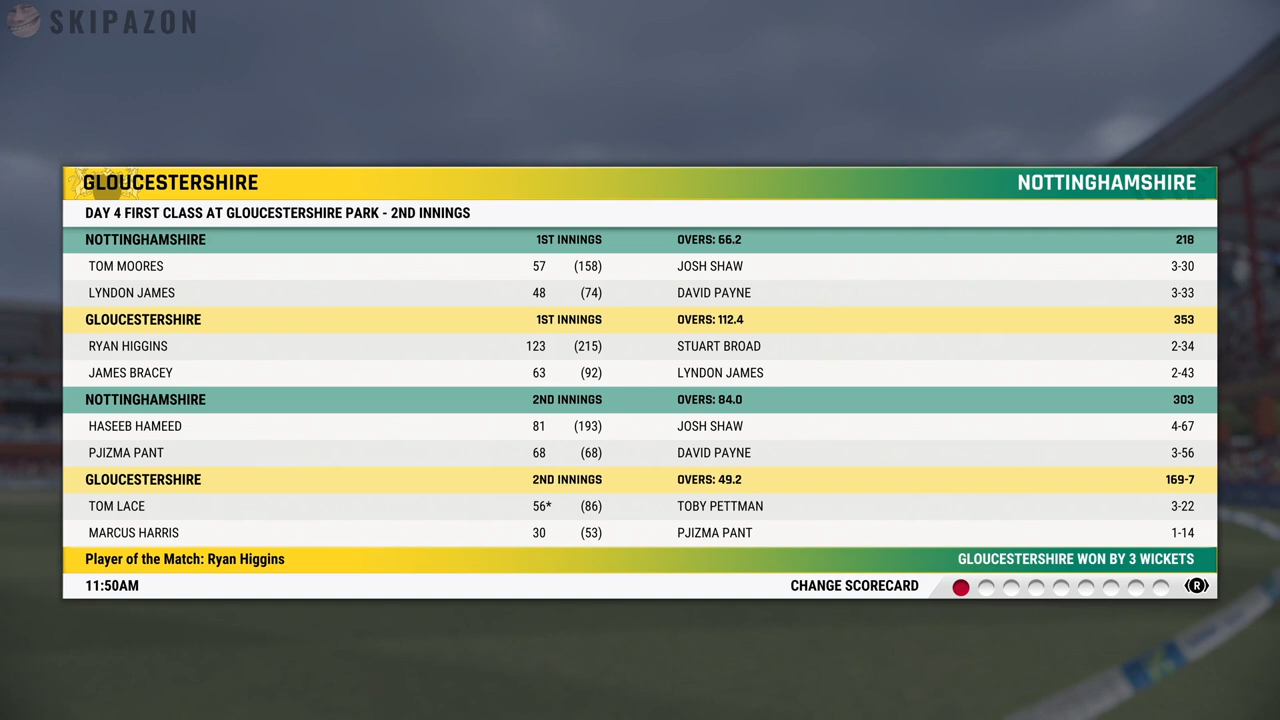 SKIPAZON
GLOUCESTERSHIRE NOTTINGHAMSHIRE
DAY 4 FIRST CLASS AT GLOUCESTERSHIRE PARK - 2ND INNINGS
NOTTINGHAMSHIRE 1ST INNINGS OVERS: 66.2 218
TOM MOORES 57 (158) JOSH SHAW 3-30
LYNDON JAMES 48 (74) DAVID PAYNE 3-33
GLOUCESTERSHIRE 1ST INNINGS OVERS: 112.4 353
RYAN HIGGINS 123 (215) STUART BROAD 2-34
JAMES BRACEY 63 (92) LYNDON JAMES 2-43
NOTTINGHAMSHIRE 2ND INNINGS OVERS: 84.0 303
HASEEB HAMEED 81 (193) JOSH SHAW 4-67
PJIZMA PANT 68 (68) DAVID PAYNE 3-56
GLOUCESTERSHIRE 2ND INNINGS OVERS: 49.2 169-7
TOM LACE 56* (86) TOBY PETTMAN 3-22
MARCUS HARRIS 30 (53) PJIZMA PANT 1-14
Player of the Match: Ryan Higgins GLOUCESTERSHIRE WON BY 3 WICKETS
11:50AM CHANGE SCORECARD R